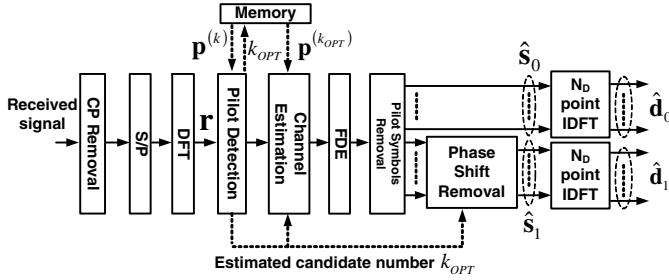 Memory
p^(k)
k_OPT
p^(k_OPT)
Received
signal
CP Removal
S/P
DFT
r
Pilot Detection
Channel
Estimation
FDE
Pilot Symbols
Removal
Phase
Shift
Removal
ŝ_0
ŝ_1
N_D
point
IDFT
N_D
point
IDFT
d̂_0
d̂_1
Estimated candidate number k_OPT